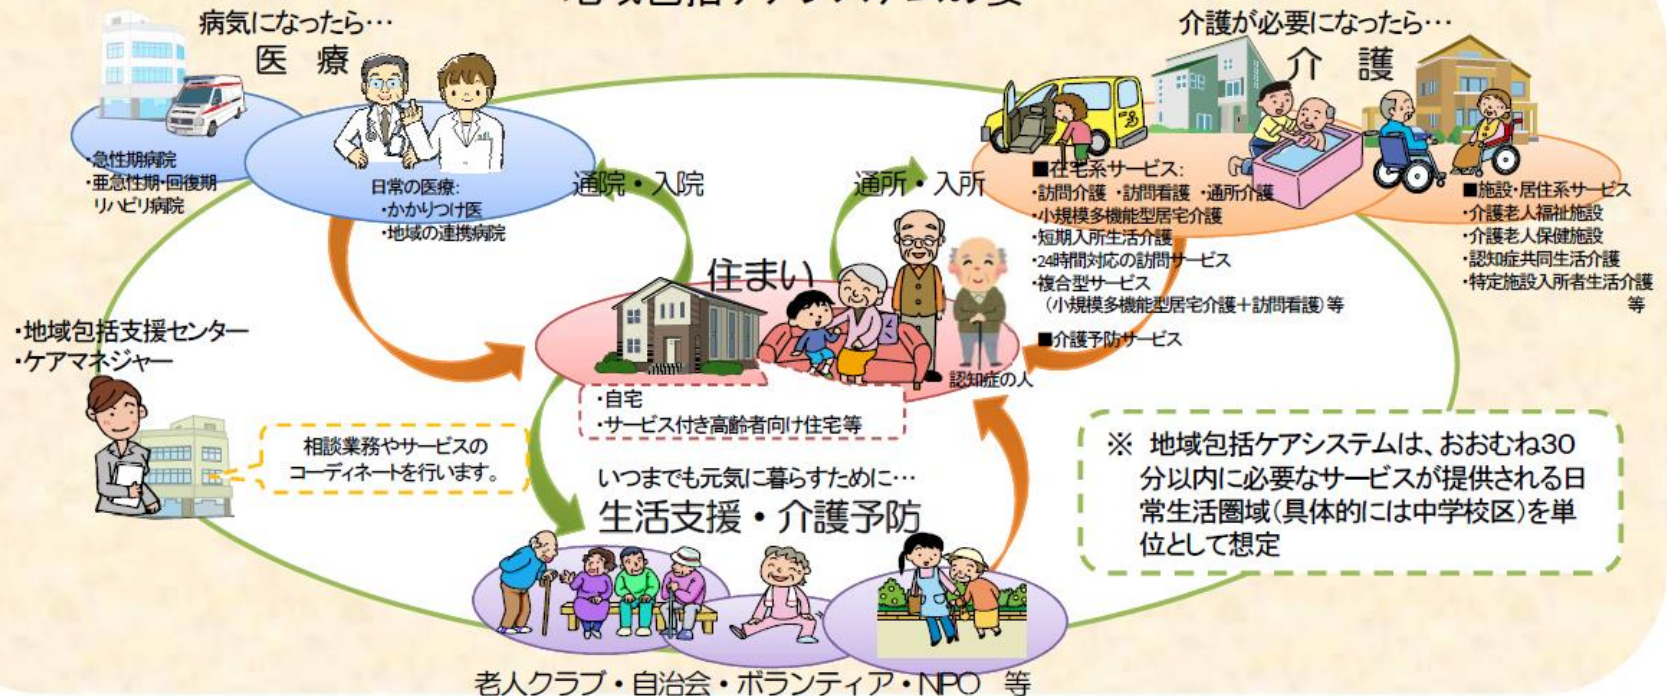 地域包括ケアシステムの姿
病気になったら…
医 療
・急性期病院
・亜急性期・回復期
リハビリ病院
日常の医療:
・かかりつけ医
・地域の連携病院
通院・入院
通所・入所
介護が必要になったら…
介 護
■在宅系サービス:
・訪問介護 ・訪問看護 ・通所介護
・小規模多機能型居宅介護
・短期入所生活介護
・24時間対応の訪問サービス
・複合型サービス
（小規模多機能型居宅介護＋訪問看護）等
■介護予防サービス
■施設・居住系サービス
・介護老人福祉施設
・介護老人保健施設
・認知症共同生活介護
・特定施設入所者生活介護
等
住まい
認知症の人
・自宅
・サービス付き高齢者向け住宅等
・地域包括支援センター
・ケアマネジャー
相談業務やサービスの
コーディネートを行います。
いつまでも元気に暮らすために…
生活支援・介護予防
老人クラブ・自治会・ボランティア・NPO 等
※ 地域包括ケアシステムは、おおむね30
分以内に必要なサービスが提供される日
常生活圏域（具体的には中学校区）を単
位として想定